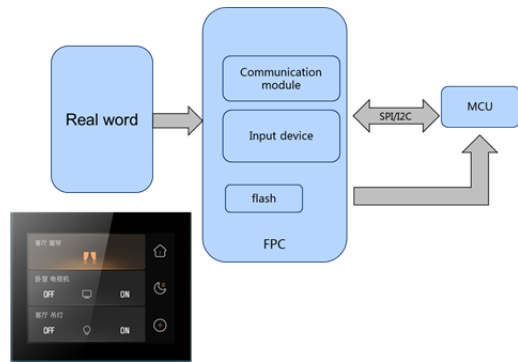 Real word
Communication
module
Input device
flash
FPC
SPI/I2C
MCU
客厅 窗帘
卧室 电视机
OFF
ON
客厅 吊灯
OFF
ON